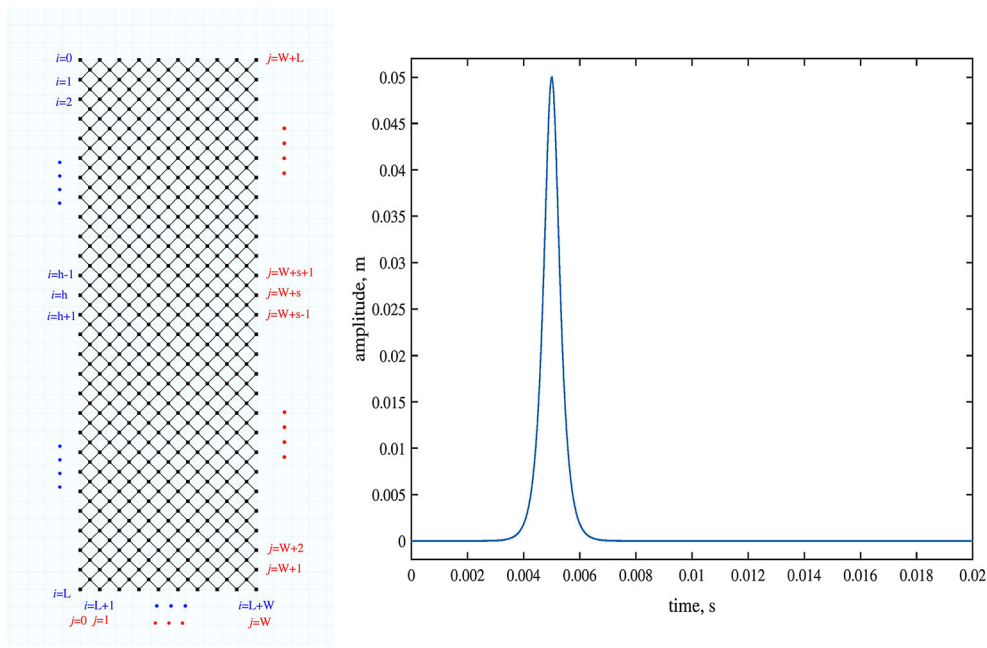 i=0
i=1
i=2
i=h-1
i=h
i=h+1
i=L
i=L+1
i=L+W
j=0 j=1
j=W
j=W+L
j=W+s+1
j=W+s
j=W+s-1
j=W+2
j=W+1
amplitude, m
0.05
0.045
0.04
0.035
0.03
0.025
0.02
0.015
0.01
0.005
0
0 0.002 0.004 0.006 0.008 0.01 0.012 0.014 0.016 0.018 0.02
time, s